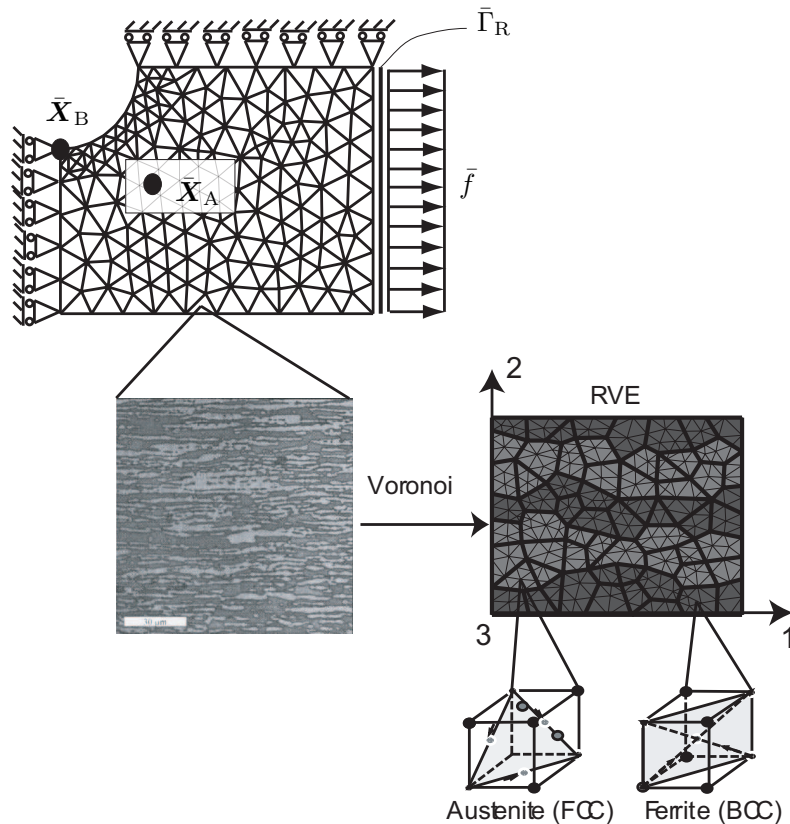 Γ̄R
X̄B
X̄A
f̄
2
RVE
Voronoi
30 µm
3
1
Austenite (FCC)
Ferrite (BCC)